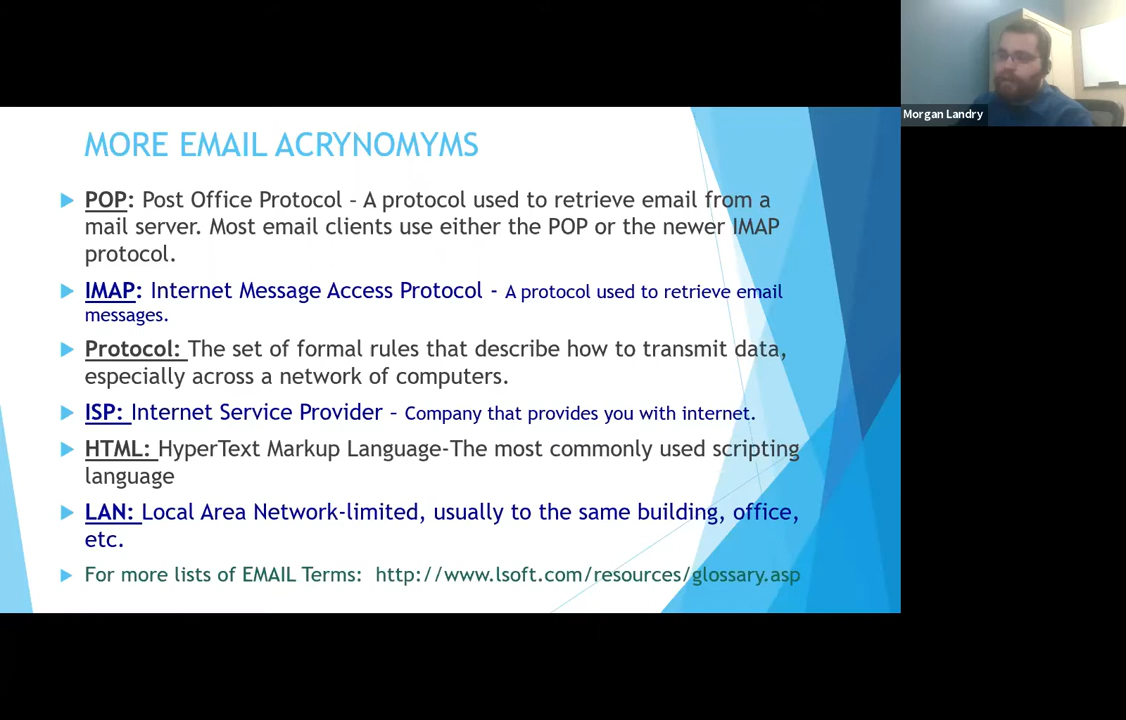 Morgan Landry
MORE EMAIL ACRYNOMYMS
POP: Post Office Protocol – A protocol used to retrieve email from a
mail server. Most email clients use either the POP or the newer IMAP
protocol.
IMAP: Internet Message Access Protocol - A protocol used to retrieve email
messages.
Protocol: The set of formal rules that describe how to transmit data,
especially across a network of computers.
ISP: Internet Service Provider – Company that provides you with internet.
HTML: HyperText Markup Language-The most commonly used scripting
language
LAN: Local Area Network-limited, usually to the same building, office,
etc.
For more lists of EMAIL Terms: http://www.lsoft.com/resources/glossary.asp